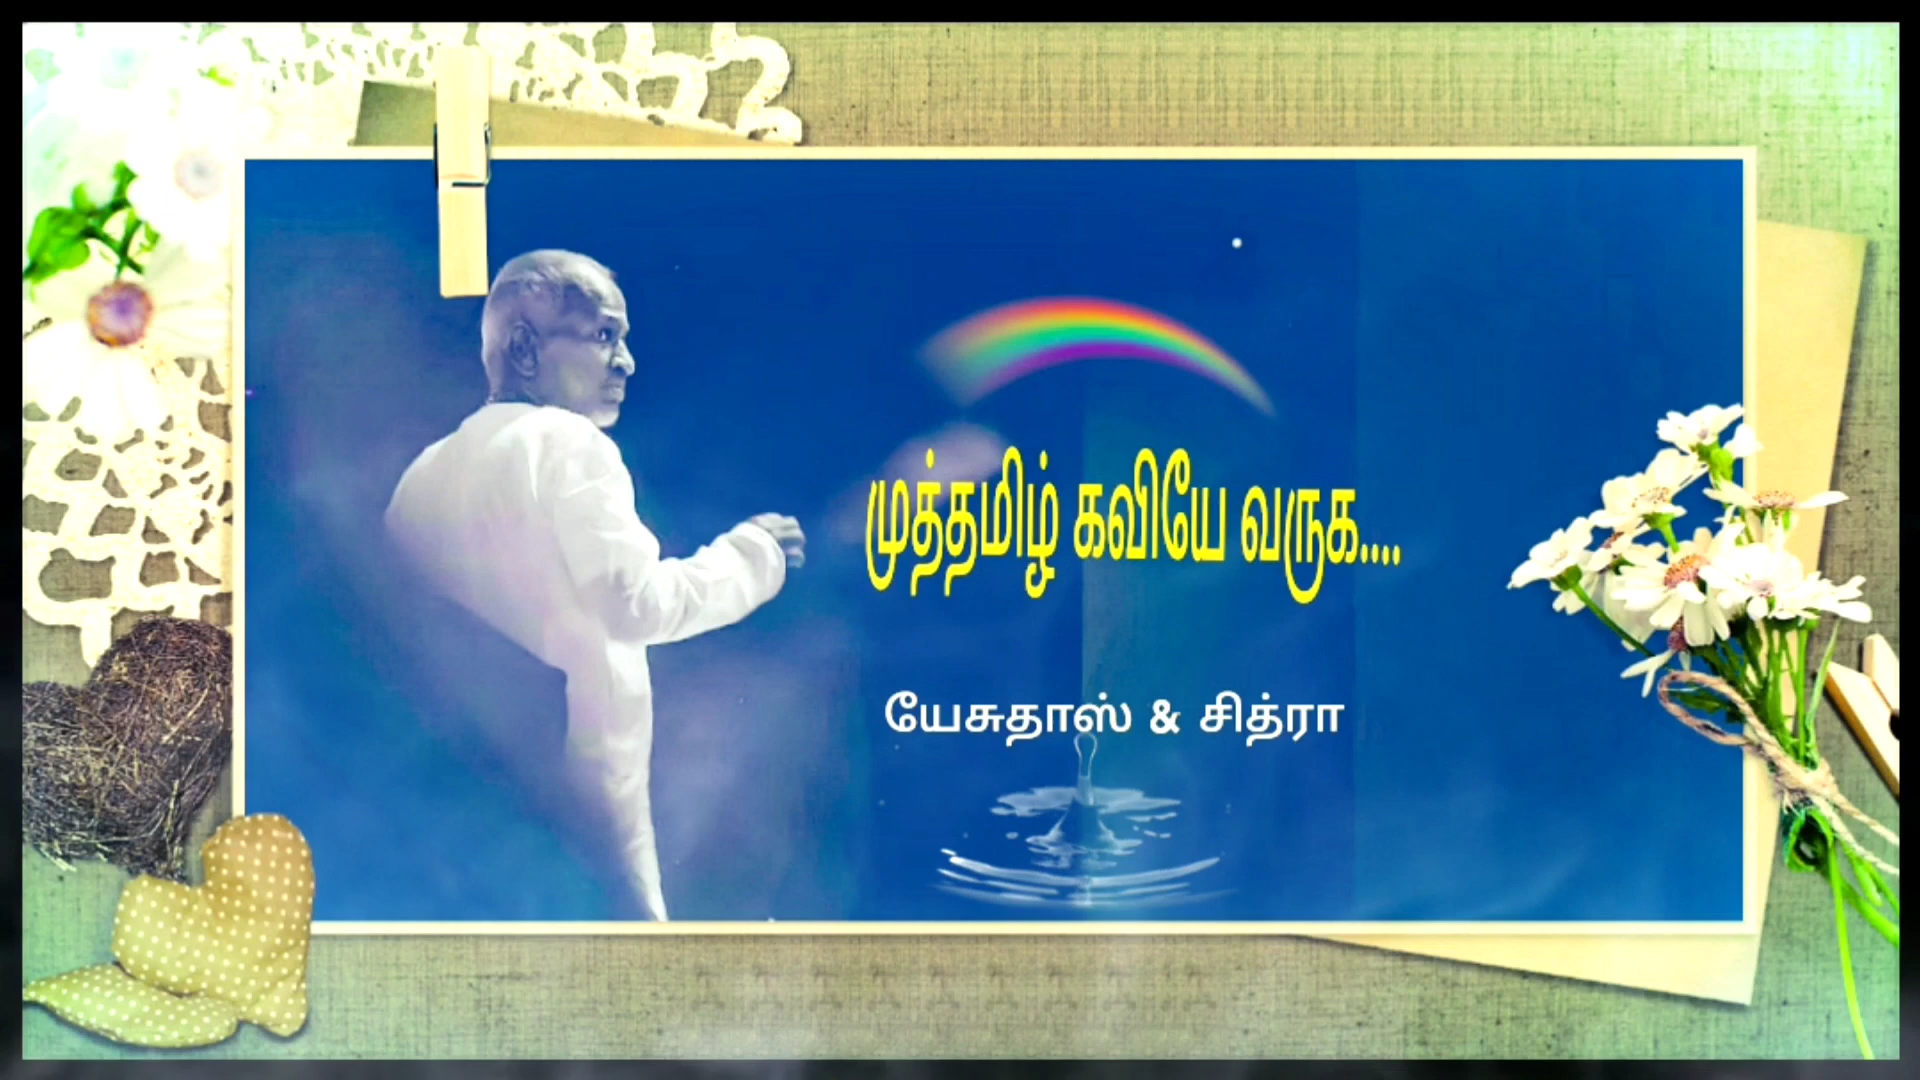 முத்தமிழ் கவியே வருக....
யேசுதாஸ் & சித்ரா